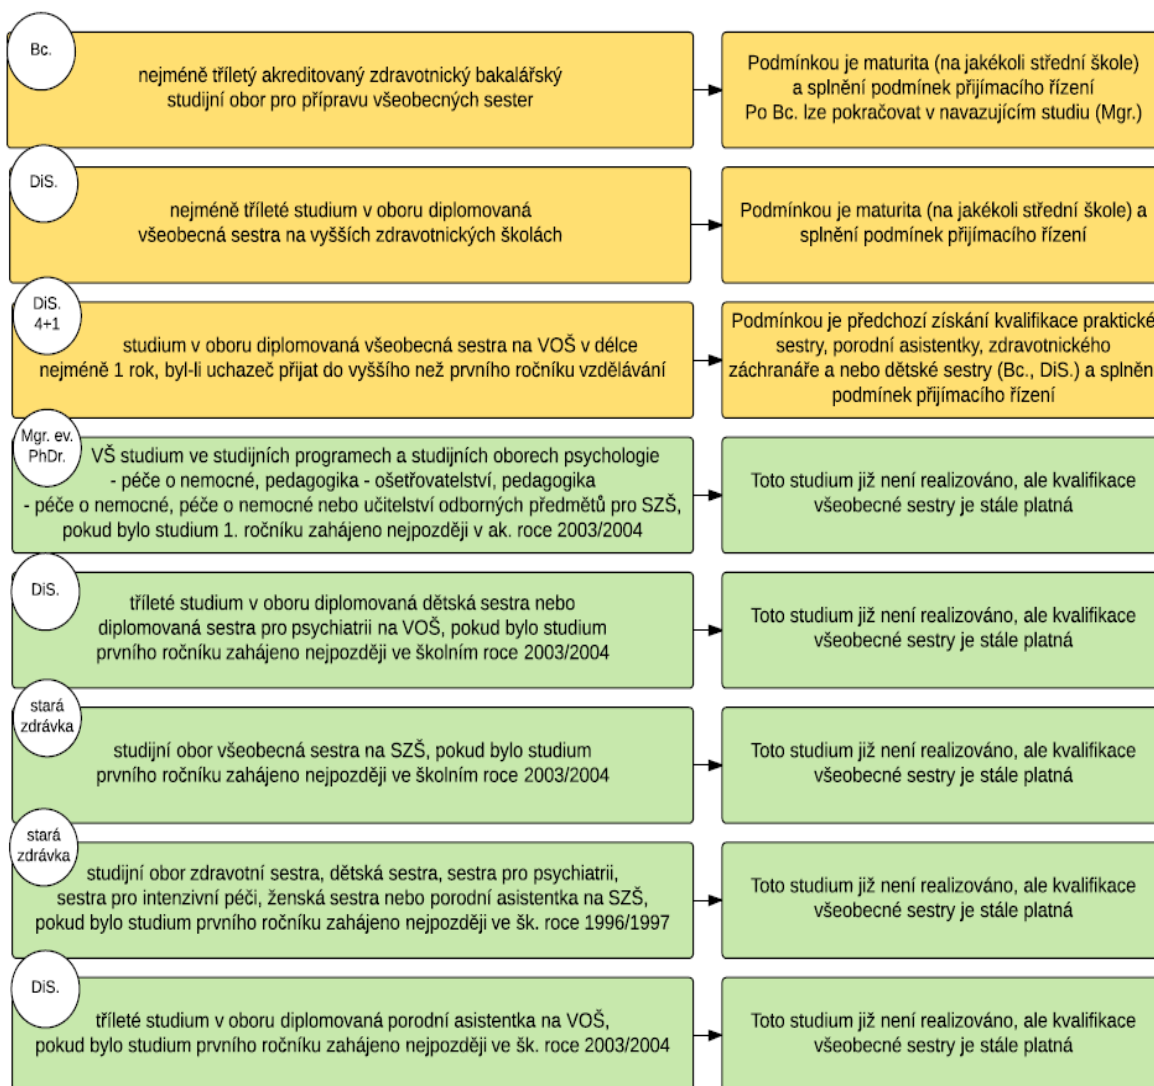 Bc.
nejméně tříletý akreditovaný zdravotnický bakalářský
studijní obor pro přípravu všeobecných sester
Podmínkou je maturita (na jakékoli střední škole)
a splnění podmínek přijímacího řízení
Po Bc. lze pokračovat v navazujícím studiu (Mgr.)
DiS.
nejméně tříleté studium v oboru diplomovaná
všeobecná sestra na vyšších zdravotnických školách
Podmínkou je maturita (na jakékoli střední škole) a
splnění podmínek přijímacího řízení
DiS.
4+1
studium v oboru diplomovaná všeobecná sestra na VOŠ v délce
nejméně 1 rok, byl-li uchazeč přijat do vyššího než prvního ročníku vzdělávání
Podmínkou je předchozí získání kvalifikace praktické
sestry, porodní asistentky, zdravotnického
záchranáře a nebo dětské sestry (Bc., DiS.) a splnění
podmínek přijímacího řízení
Mgr. ev.
PhDr.
VŠ studium ve studijních programech a studijních oborech psychologie
- péče o nemocné, pedagogika - ošetřovatelství, pedagogika
- péče o nemocné, péče o nemocné nebo učitelství odborných předmětů pro SZŠ,
pokud bylo studium 1. ročníku zahájeno nejpozději v ak. roce 2003/2004
Toto studium již není realizováno, ale kvalifikace
všeobecné sestry je stále platná
DiS.
tříleté studium v oboru diplomovaná dětská sestra nebo
diplomovaná sestra pro psychiatrii na VOŠ, pokud bylo studium
prvního ročníku zahájeno nejpozději ve školním roce 2003/2004
Toto studium již není realizováno, ale kvalifikace
všeobecné sestry je stále platná
stará
zdrávka
studijní obor všeobecná sestra na SZŠ, pokud bylo studium
prvního ročníku zahájeno nejpozději ve školním roce 2003/2004
Toto studium již není realizováno, ale kvalifikace
všeobecné sestry je stále platná
stará
zdrávka
studijní obor zdravotní sestra, dětská sestra, sestra pro psychiatrii,
sestra pro intenzivní péči, ženská sestra nebo porodní asistentka na SZŠ,
pokud bylo studium prvního ročníku zahájeno nejpozději ve šk. roce 1996/1997
Toto studium již není realizováno, ale kvalifikace
všeobecné sestry je stále platná
DiS.
tříleté studium v oboru diplomovaná porodní asistentka na VOŠ,
pokud bylo studium prvního ročníku zahájeno nejpozději ve šk. roce 2003/2004
Toto studium již není realizováno, ale kvalifikace
všeobecné sestry je stále platná